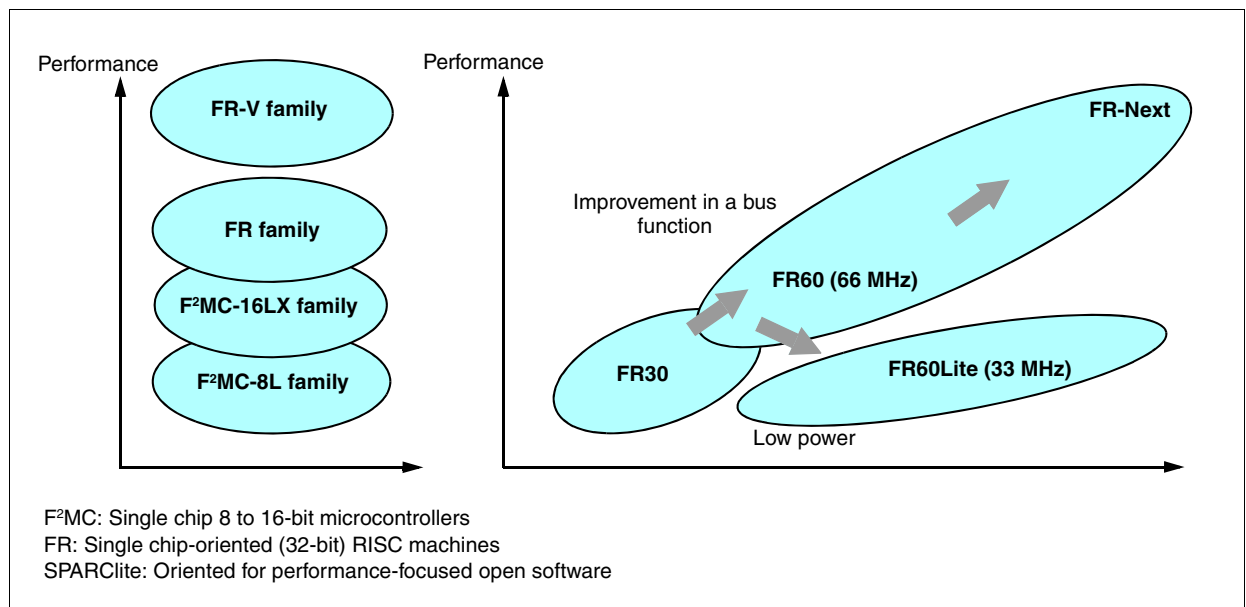 Performance
FR-V family
FR family
F²MC-16LX family
F²MC-8L family
Performance
FR-Next
Improvement in a bus
function
FR60 (66 MHz)
FR30
FR60Lite (33 MHz)
Low power
F²MC: Single chip 8 to 16-bit microcontrollers
FR: Single chip-oriented (32-bit) RISC machines
SPARClite: Oriented for performance-focused open software